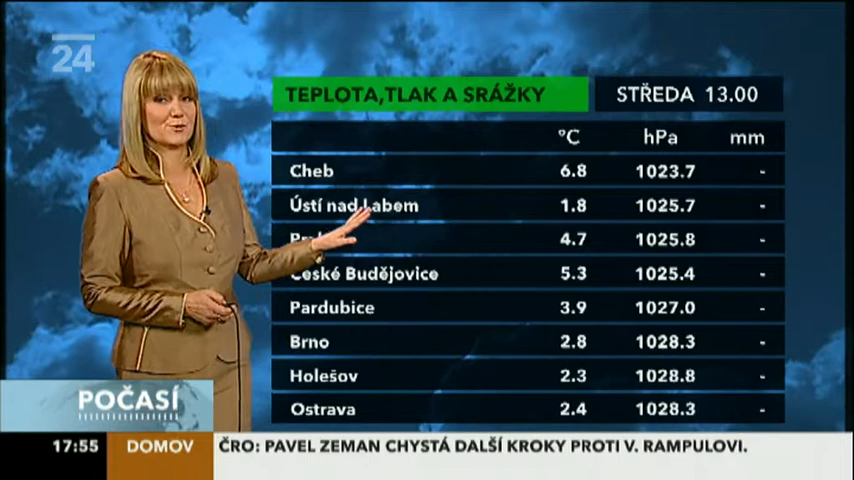 24
TEPLOTA,TLAK A SRÁŽKY STŘEDA 13.00
°C hPa mm
Cheb 6.8 1023.7 -
Ústí nad Labem 1.8 1025.7 -
4.7 1025.8 -
České Budějovice 5.3 1025.4 -
Pardubice 3.9 1027.0 -
Brno 2.8 1028.3 -
Holešov 2.3 1028.8 -
Ostrava 2.4 1028.3 -
POČASÍ
17:55 DOMOV ČRO: PAVEL ZEMAN CHYSTÁ DALŠÍ KROKY PROTI V. RAMPULOVI.